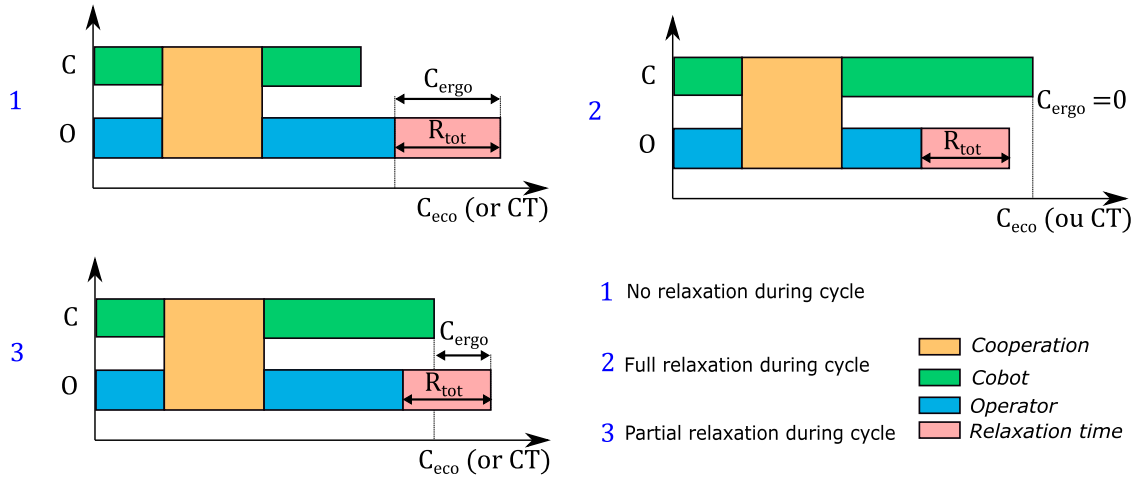 1
C
O
C_ergo
R_tot
C_eco (or CT)
2
C
O
C_ergo =0
R_tot
C_eco (ou CT)
3
C
O
C_ergo
R_tot
C_eco (or CT)
1 No relaxation during cycle
2 Full relaxation during cycle
3 Partial relaxation during cycle
Cooperation
Cobot
Operator
Relaxation time